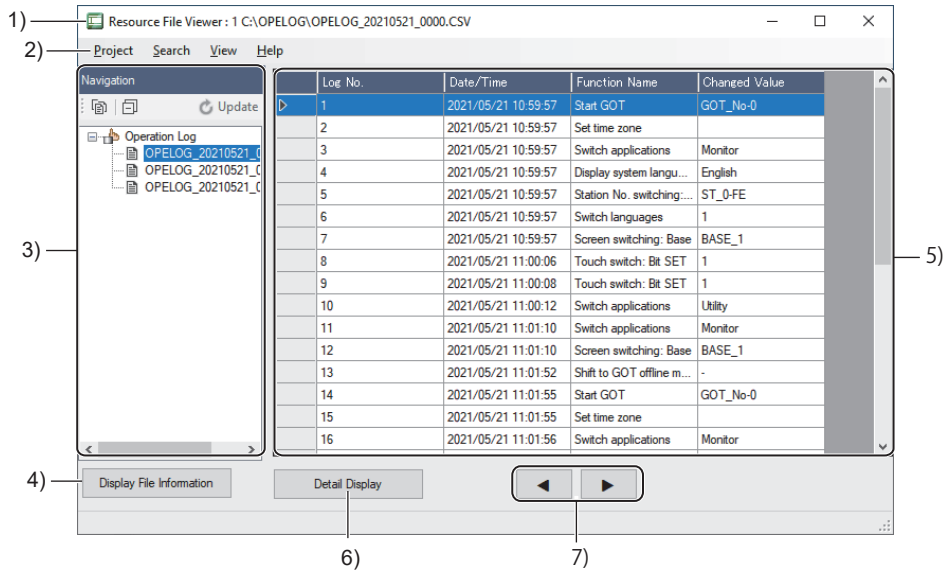 1)
Resource File Viewer : 1 C:\OPELOG\OPELOG_20210521_0000.CSV
2)
Project Search View Help
Navigation
Update
Operation Log
OPELOG_20210521_0
OPELOG_20210521_0
OPELOG_20210521_0
3)
Log No. Date/Time Function Name Changed Value
1 2021/05/21 10:59:57 Start GOT GOT_No-0
2 2021/05/21 10:59:57 Set time zone
3 2021/05/21 10:59:57 Switch applications Monitor
4 2021/05/21 10:59:57 Display system langu... English
5 2021/05/21 10:59:57 Station No. switching:... ST_0-FE
6 2021/05/21 10:59:57 Switch languages 1
7 2021/05/21 10:59:57 Screen switching: Base BASE_1
8 2021/05/21 11:00:06 Touch switch: Bit SET 1
9 2021/05/21 11:00:08 Touch switch: Bit SET 1
10 2021/05/21 11:00:12 Switch applications Utility
11 2021/05/21 11:01:10 Switch applications Monitor
12 2021/05/21 11:01:10 Screen switching: Base BASE_1
13 2021/05/21 11:01:52 Shift to GOT offline m... -
14 2021/05/21 11:01:55 Start GOT GOT_No-0
15 2021/05/21 11:01:55 Set time zone
16 2021/05/21 11:01:56 Switch applications Monitor
5)
4)
Display File Information
Detail Display
6)
7)